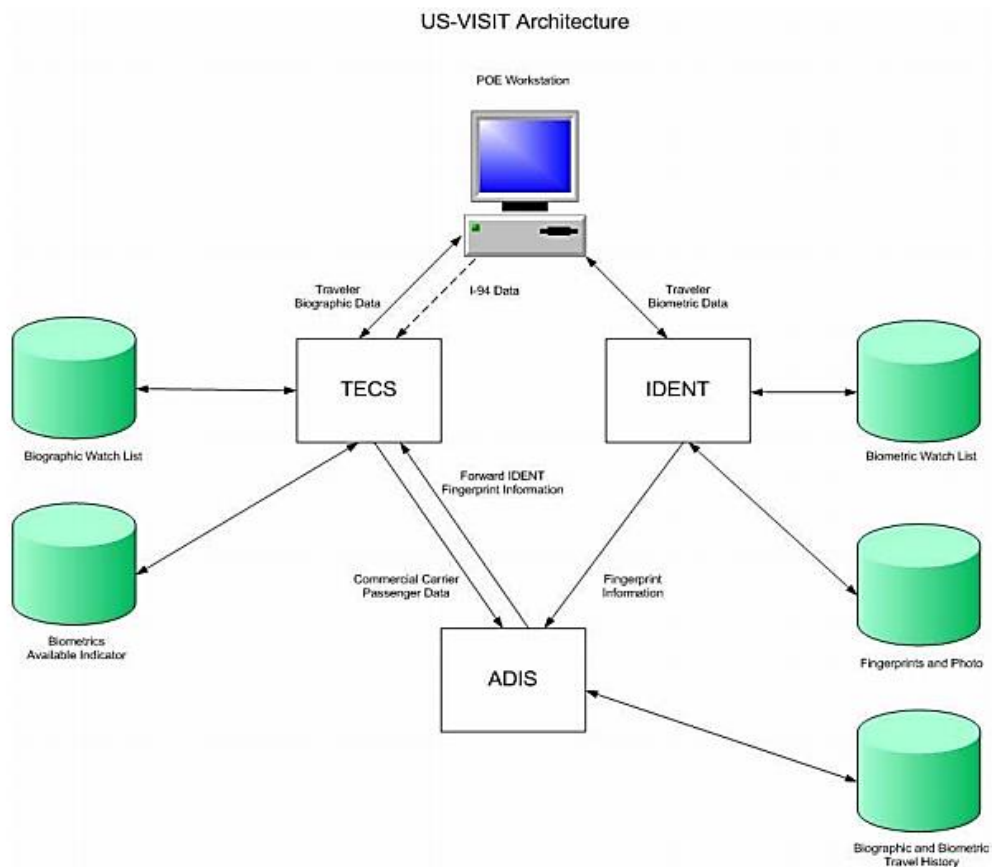 US-VISIT Architecture
POE Workstation
Traveler
Biographic Data
I-94 Data
Traveler
Biometric Data
TECS
IDENT
Biographic Watch List
Biometric Watch List
Forward IDENT
Fingerprint Information
Commercial Carrier
Passenger Data
Fingerprint
Information
Biometrics
Available Indicator
Fingerprints and Photo
ADIS
Biographic and Biometric
Travel History